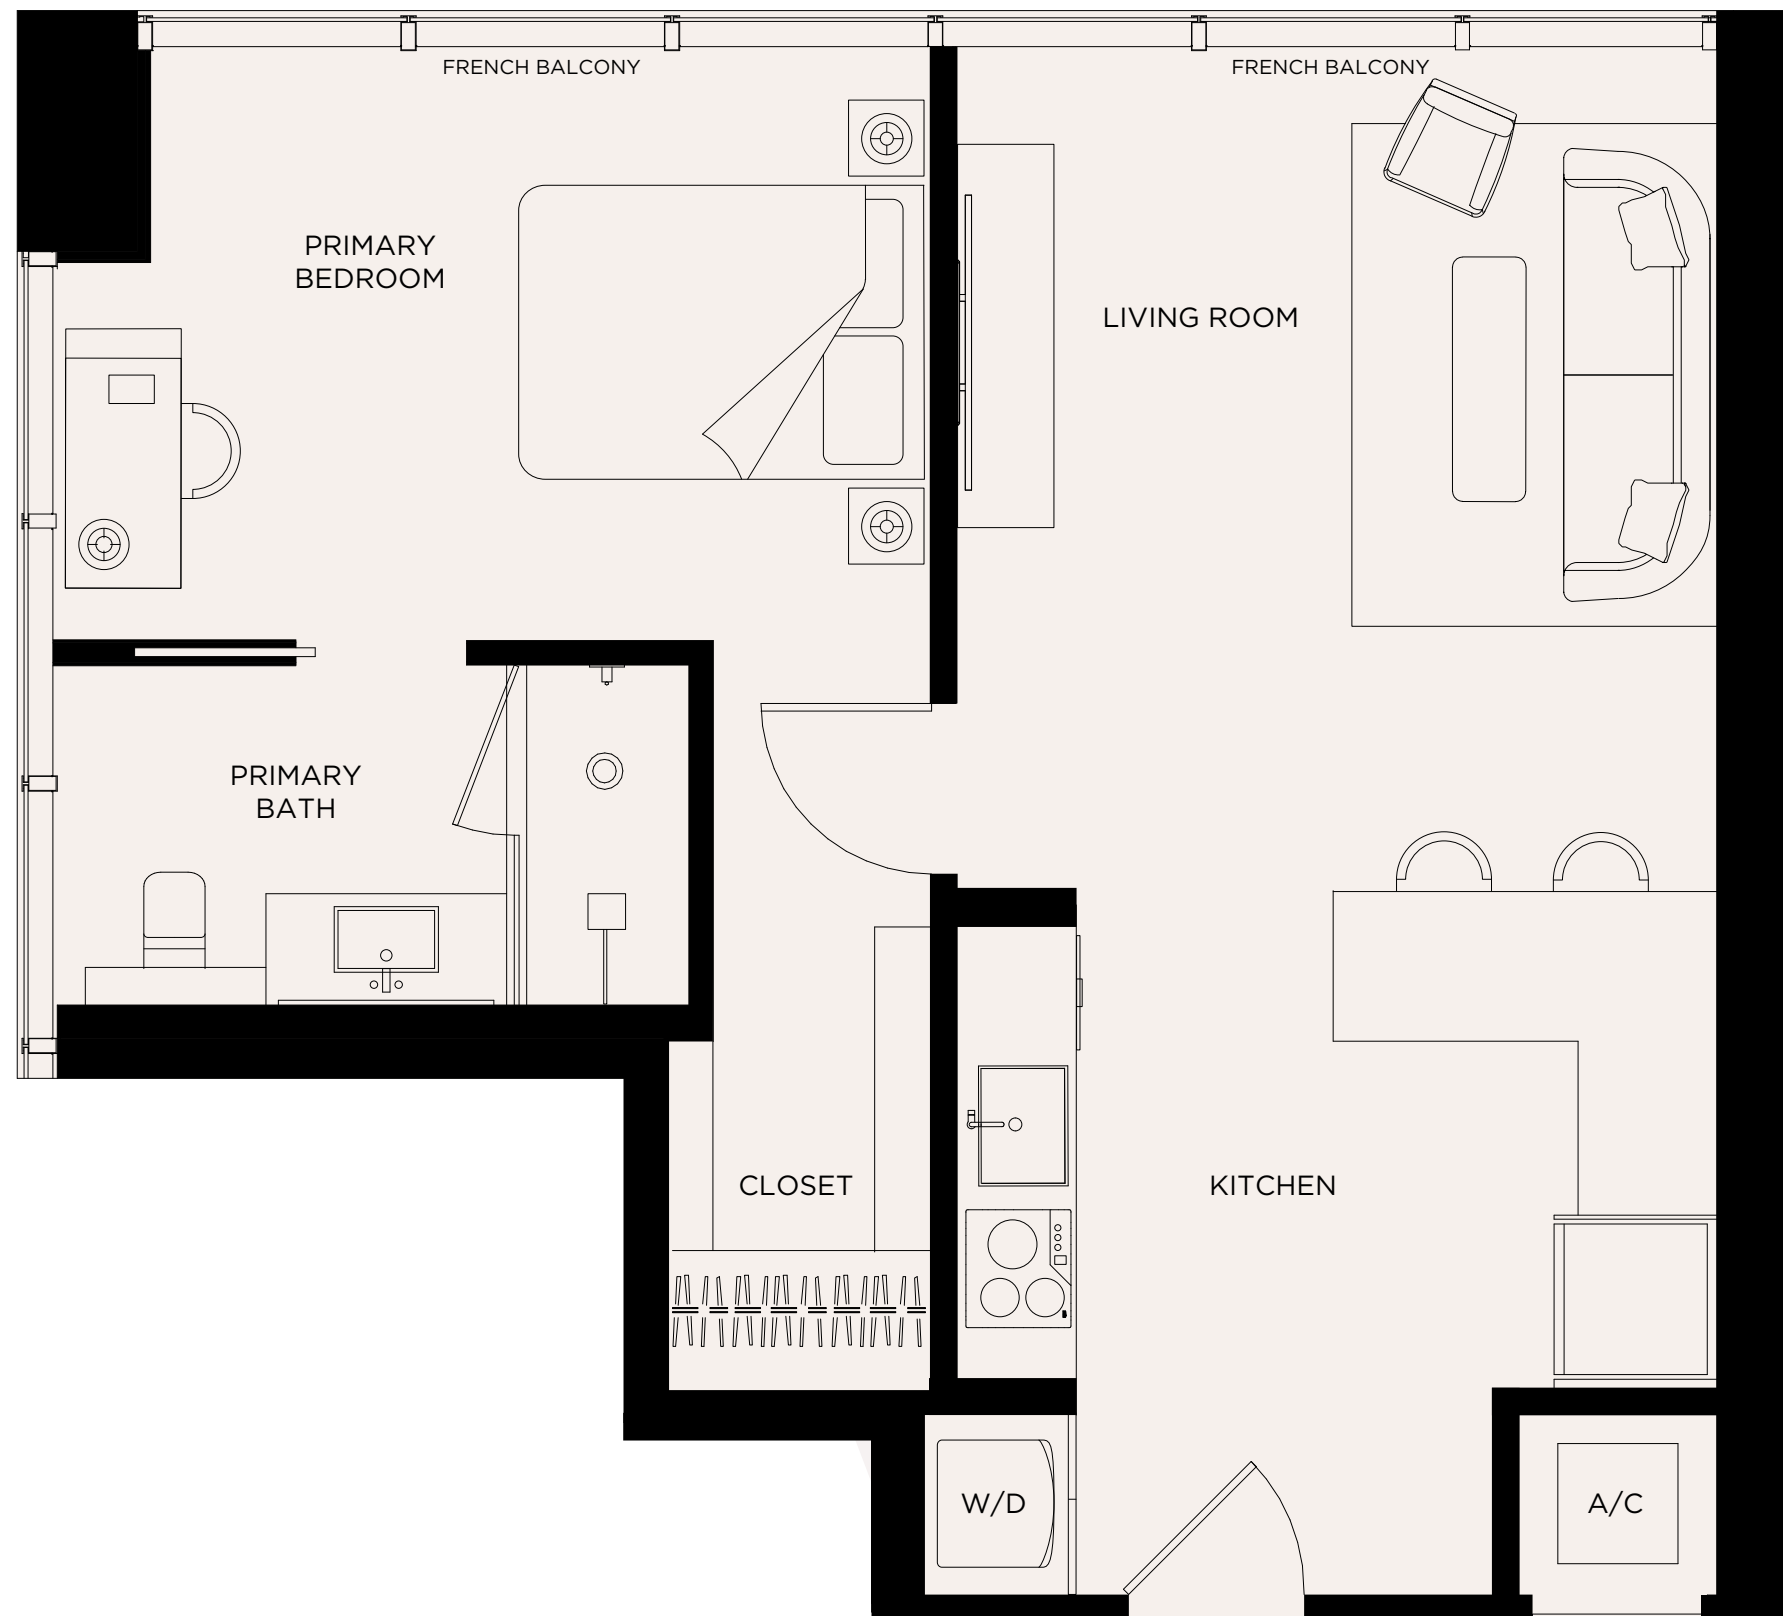 FRENCH BALCONY
FRENCH BALCONY
PRIMARY
BEDROOM
LIVING ROOM
PRIMARY
BATH
CLOSET
KITCHEN
W/D
A/C